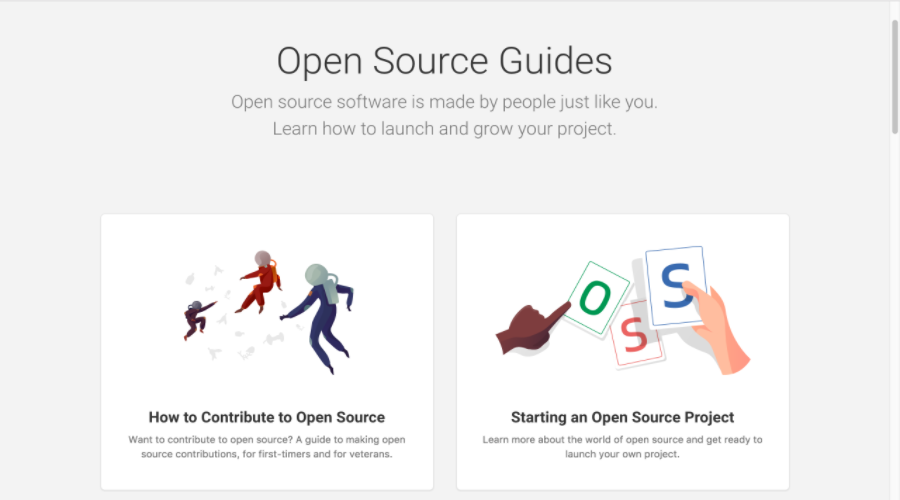 Open Source Guides
Open source software is made by people just like you.
Learn how to launch and grow your project.
O
S
S
How to Contribute to Open Source
Want to contribute to open source? A guide to making open
source contributions, for first-timers and for veterans.
Starting an Open Source Project
Learn more about the world of open source and get ready to
launch your own project.